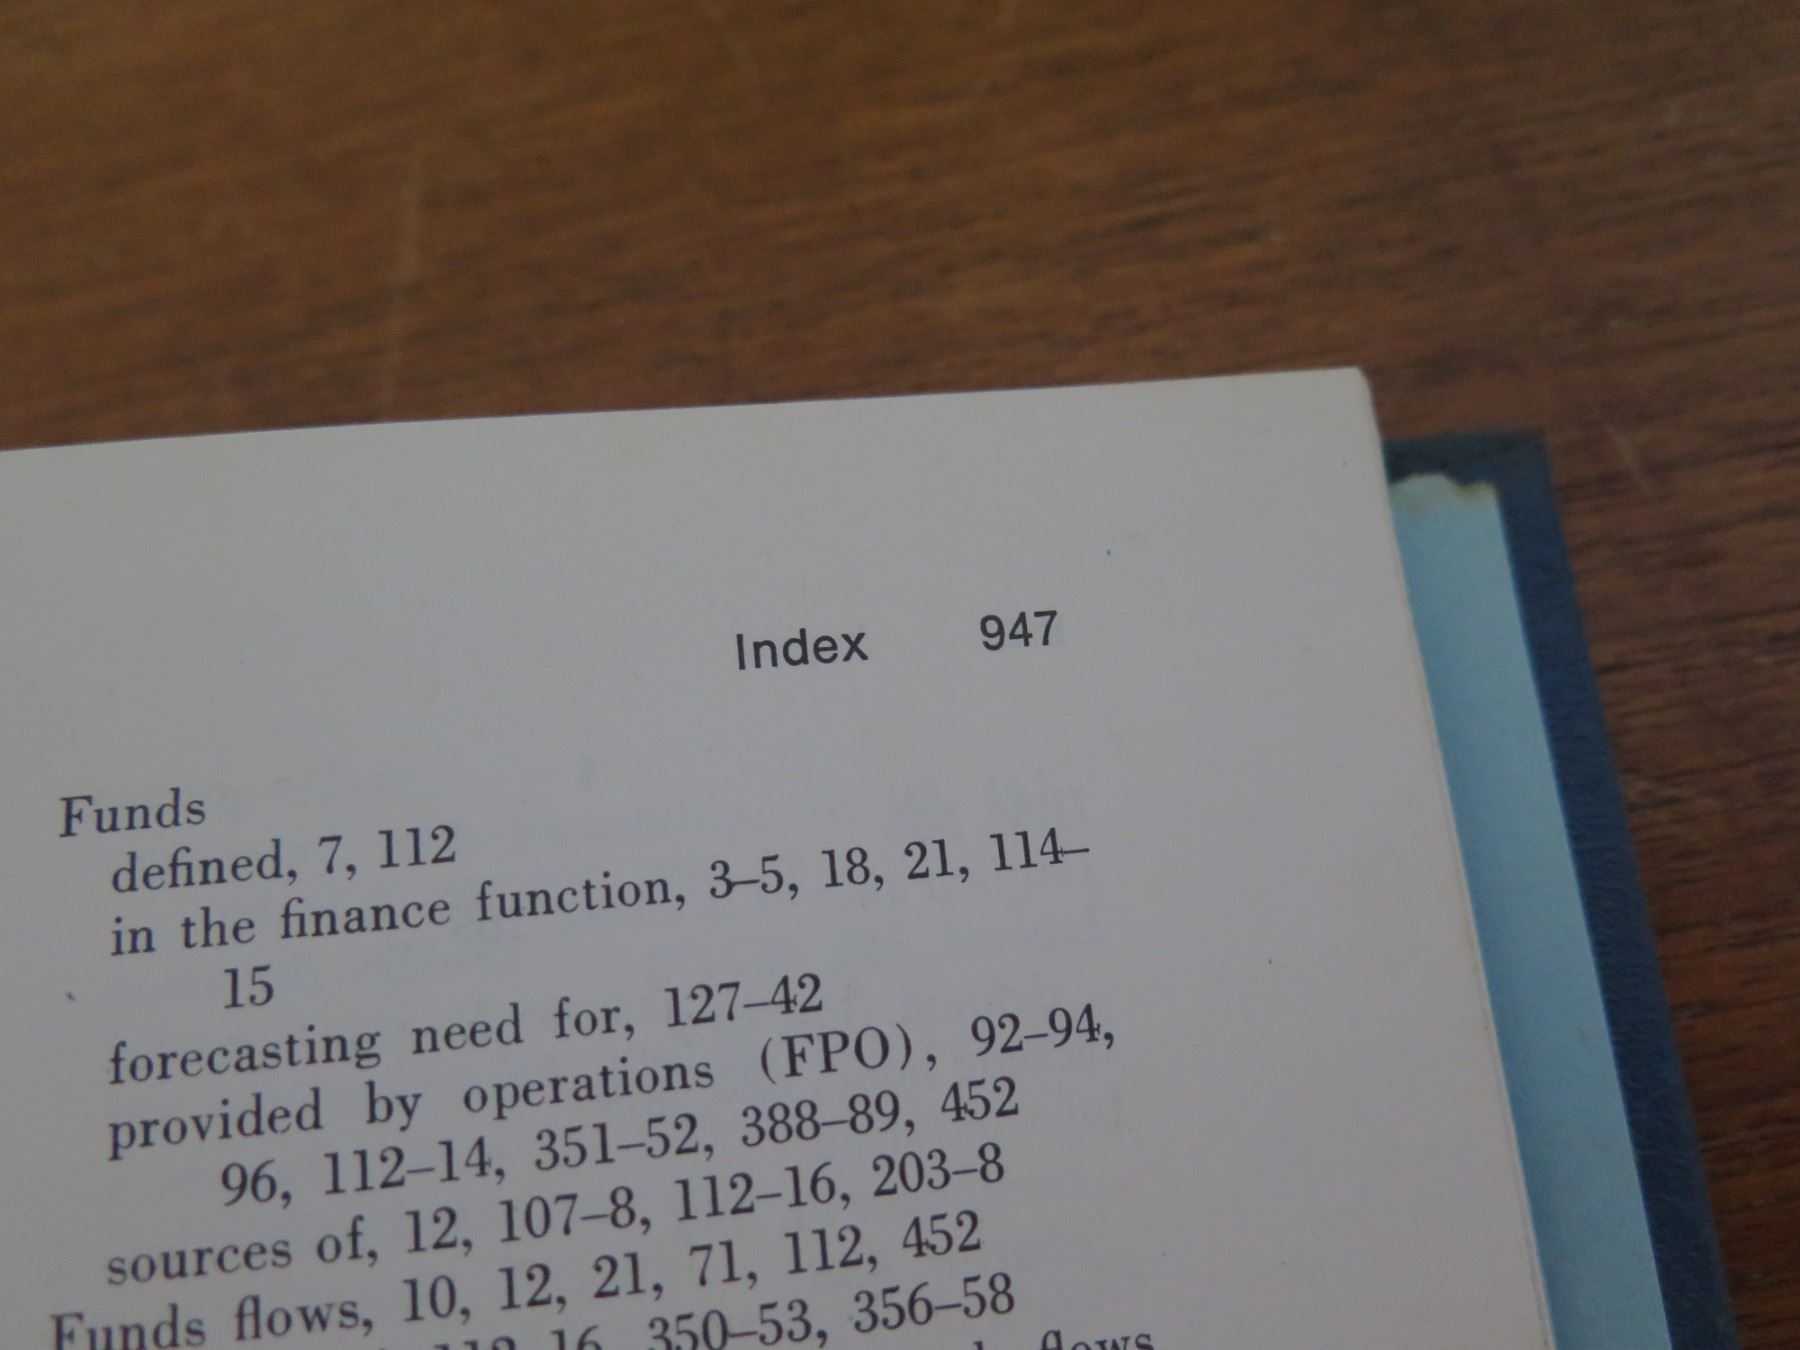 Index 947
Funds
defined, 7, 112
in the finance function, 3–5, 18, 21, 114–
15
forecasting need for, 127–42
provided by operations (FPO), 92–94,
96, 112–14, 351–52, 388–89, 452
sources of, 12, 107–8, 112–16, 203–8
Funds flows, 10, 12, 21, 71, 112, 452
350–53, 356–58
flows